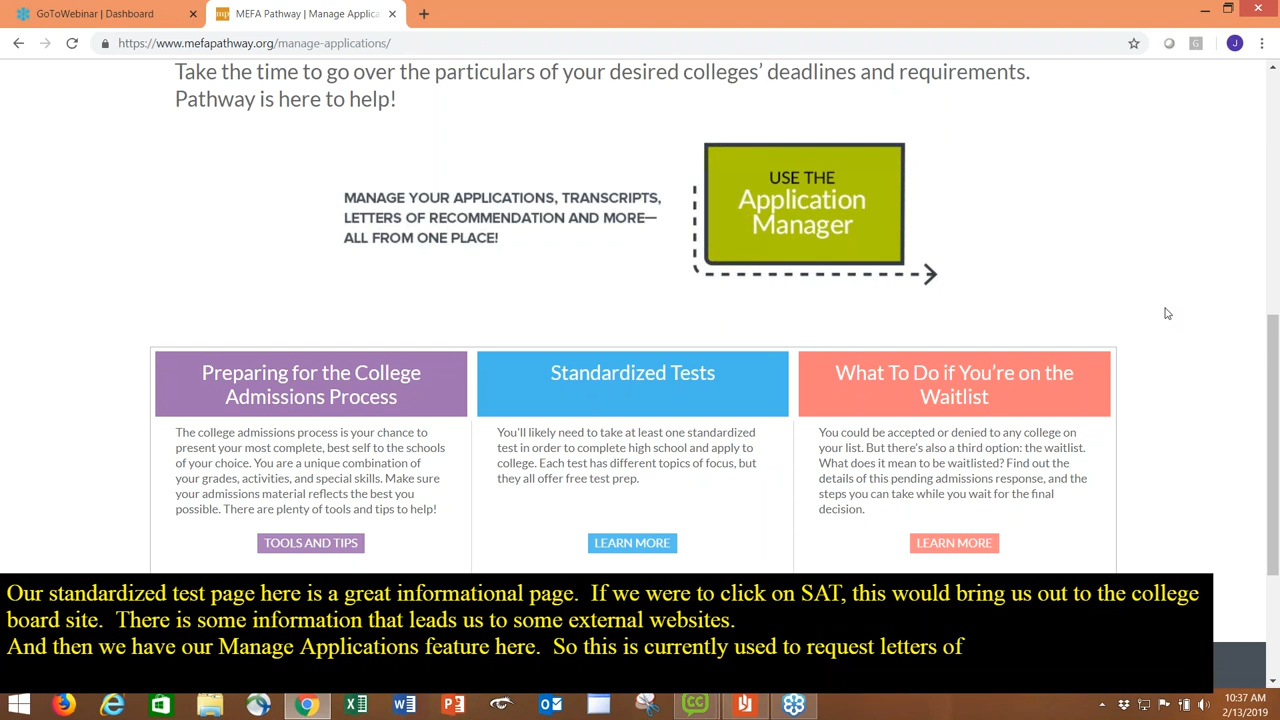 GoToWebinar | Dashboard
MEFA Pathway | Manage Applica
https://www.mefapathway.org/manage-applications/
J
Take the time to go over the particulars of your desired colleges' deadlines and requirements.
Pathway is here to help!
MANAGE YOUR APPLICATIONS, TRANSCRIPTS,
LETTERS OF RECOMMENDATION AND MORE—
ALL FROM ONE PLACE!
USE THE
Application
Manager
Preparing for the College
Admissions Process
The college admissions process is your chance to
present your most complete, best self to the schools
of your choice. You are a unique combination of
your grades, activities, and special skills. Make sure
your admissions material reflects the best you
possible. There are plenty of tools and tips to help!
TOOLS AND TIPS
Standardized Tests
You'll likely need to take at least one standardized
test in order to complete high school and apply to
college. Each test has different topics of focus, but
they all offer free test prep.
LEARN MORE
What To Do if You're on the
Waitlist
You could be accepted or denied to any college on
your list. But there's also a third option: the waitlist.
What does it mean to be waitlisted? Find out the
details of this pending admissions response, and the
steps you can take while you wait for the final
decision.
LEARN MORE
Our standardized test page here is a great informational page.  If we were to click on SAT, this would bring us out to the college
board site.  There is some information that leads us to some external websites.
And then we have our Manage Applications feature here.  So this is currently used to request letters of
10:37 AM
2/13/2019